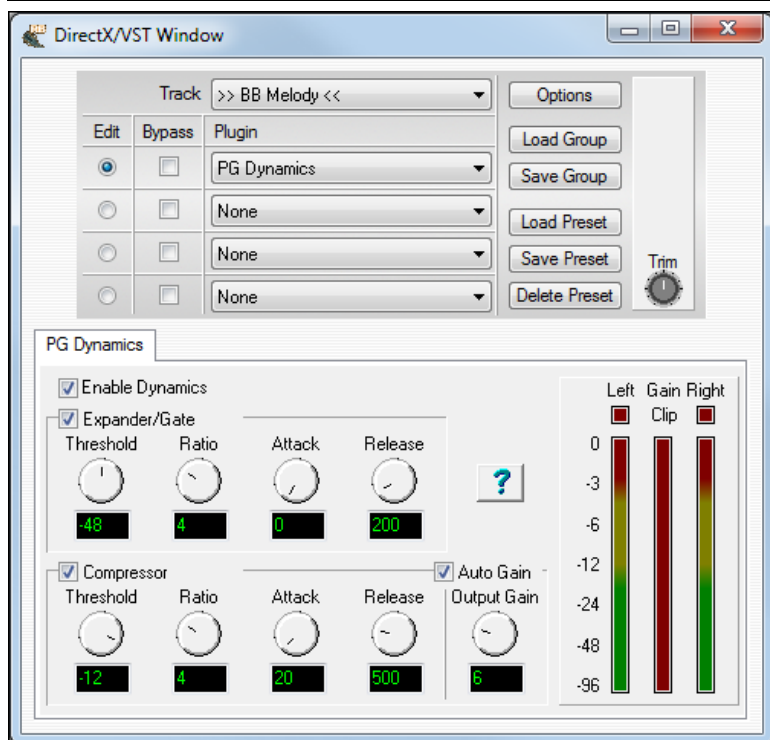 DirectX/VST Window
Track >> BB Melody << Options
Edit Bypass Plugin Load Group
PG Dynamics Save Group
None Load Preset
None Save Preset Trim
None Delete Preset
PG Dynamics
Enable Dynamics Left Gain Right
Expander/Gate Clip
Threshold Ratio Attack Release 0
? -3
-48 4 0 200 -6
Compressor Auto Gain -12
Threshold Ratio Attack Release Output Gain -24
-48
-12 4 20 500 6 -96